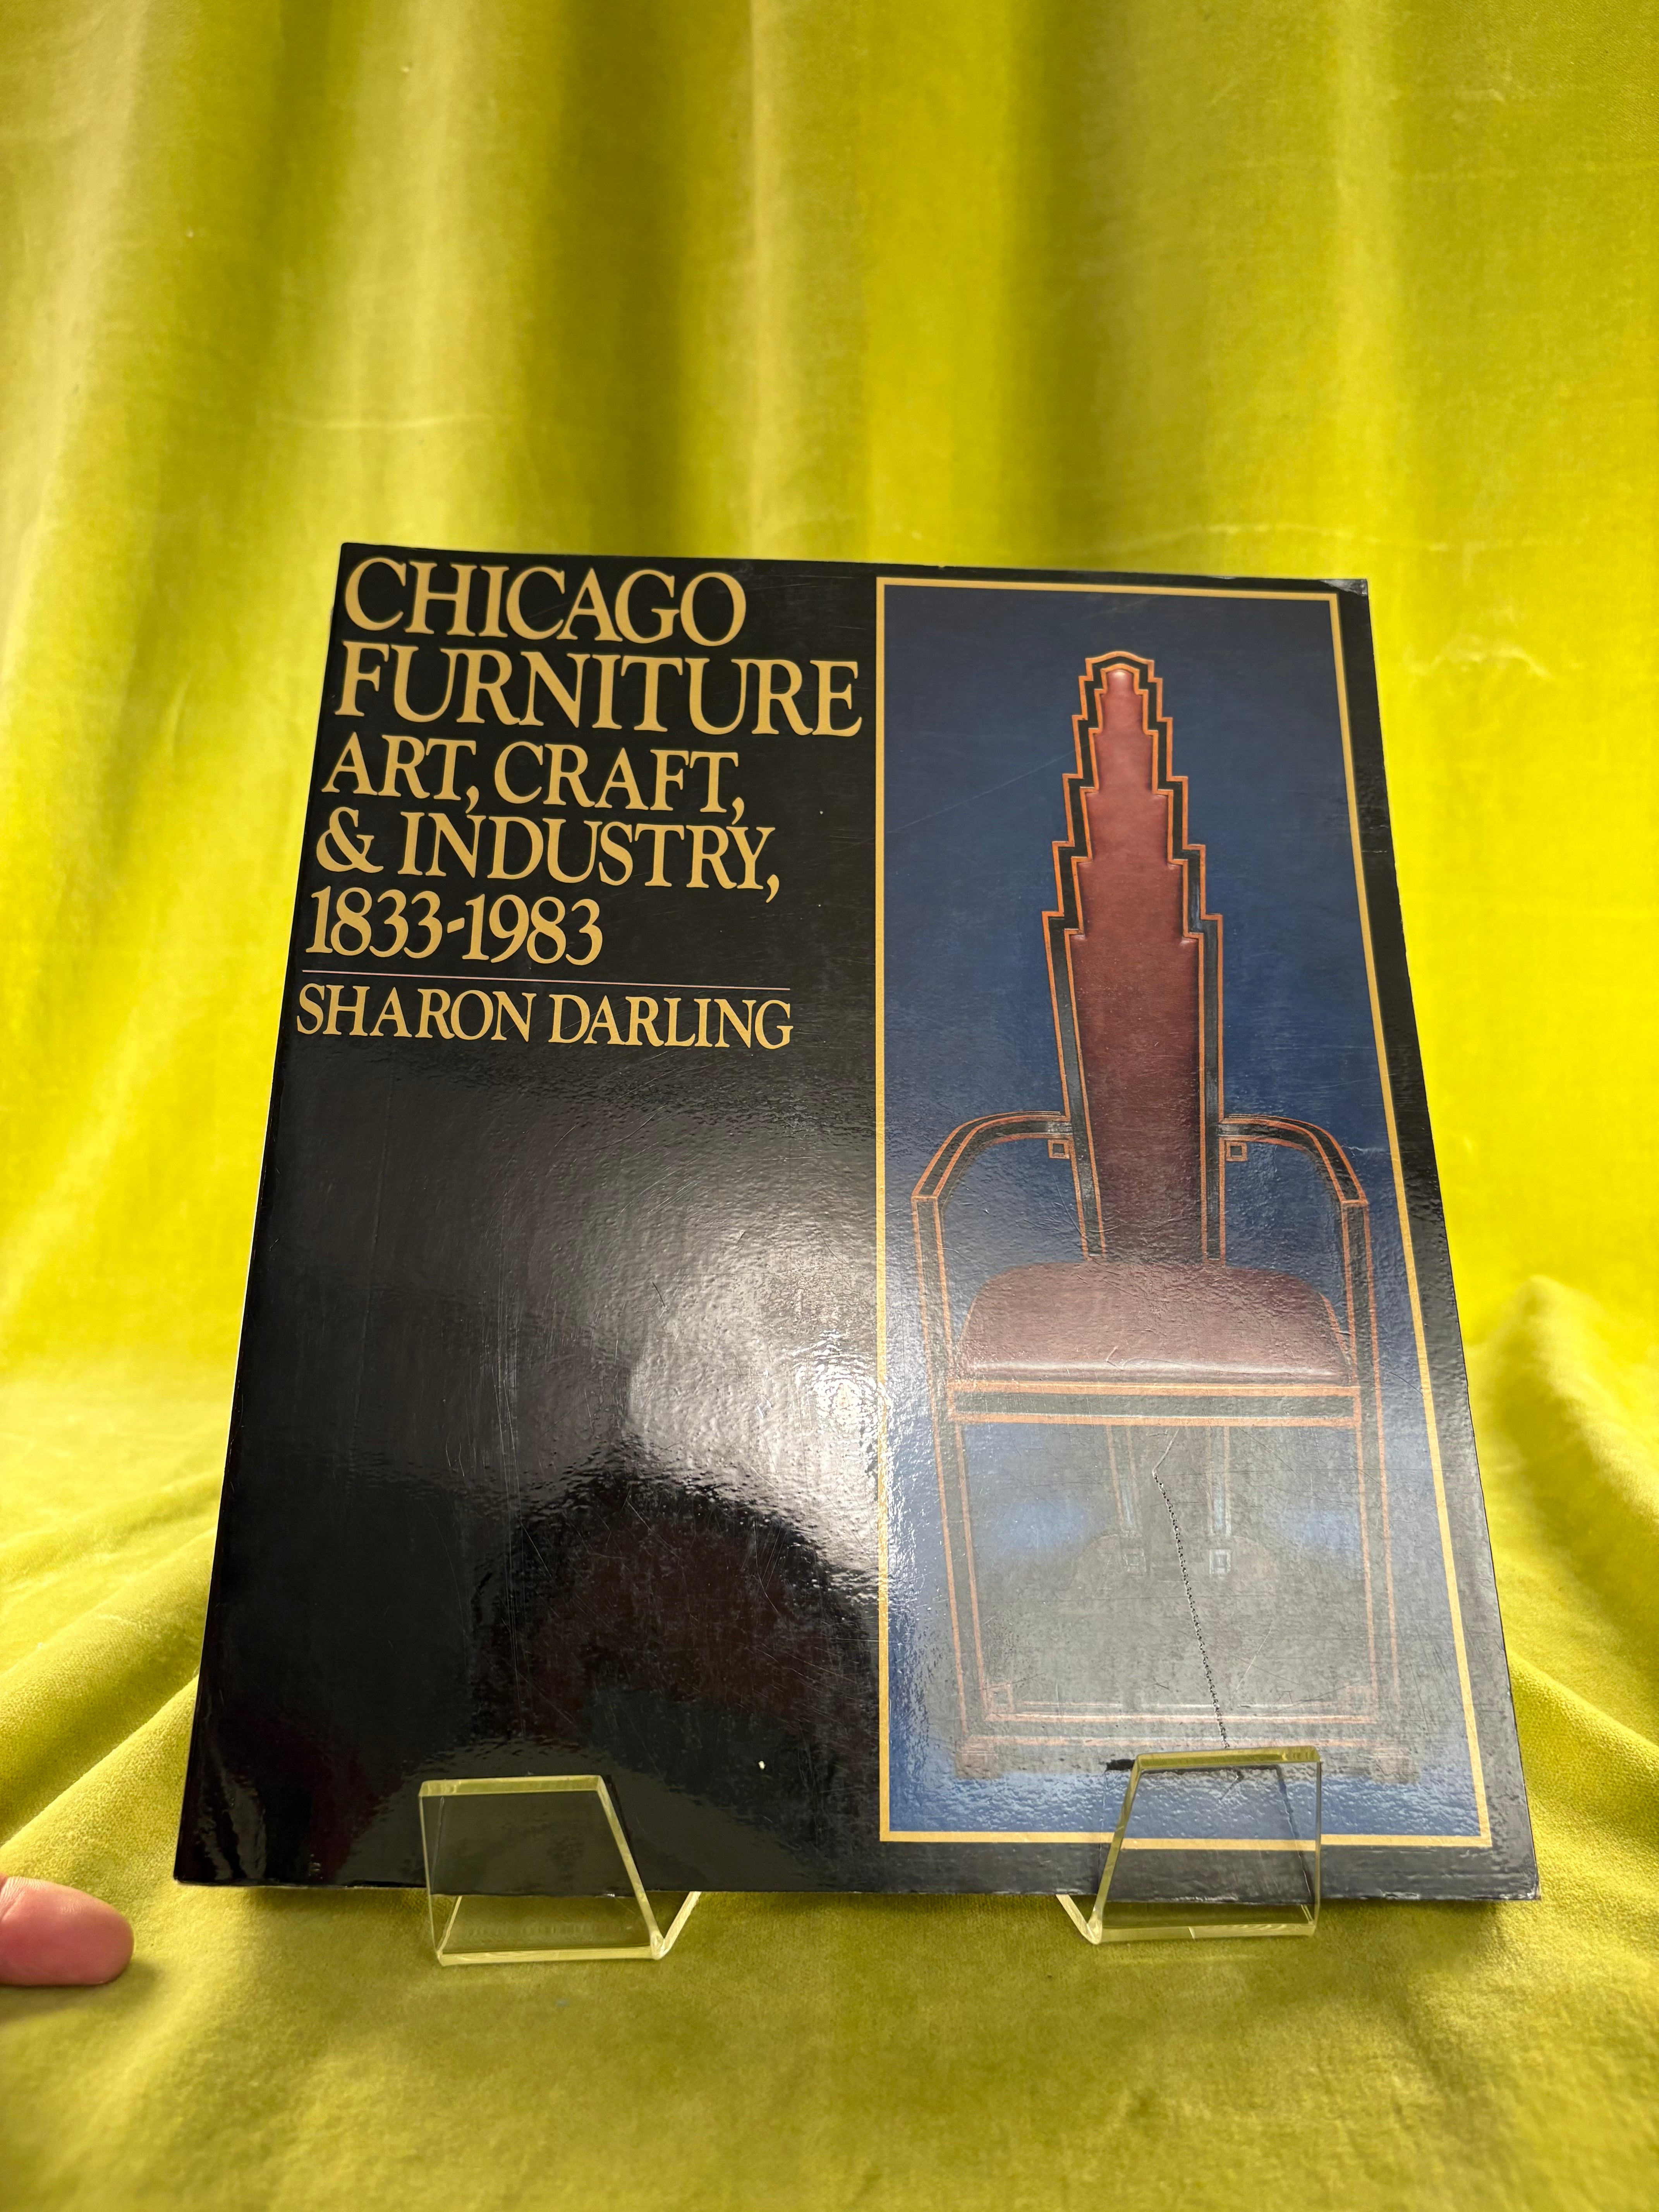 CHICAGO
FURNITURE
ART, CRAFT,
& INDUSTRY,
1833-1983
SHARON DARLING